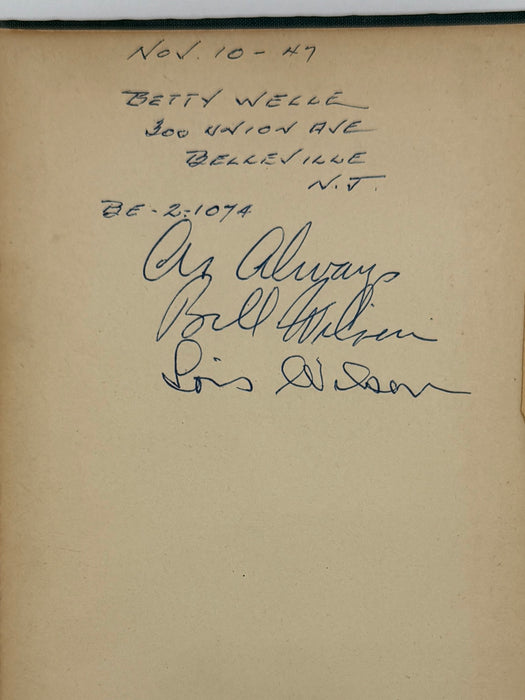 Nov. 10 - 47
BETTY WELLE
300 UNION AVE
BELLEVILLE
N.J.
BE-2-1074
As Always
Bill Wilson
Lois Wilson